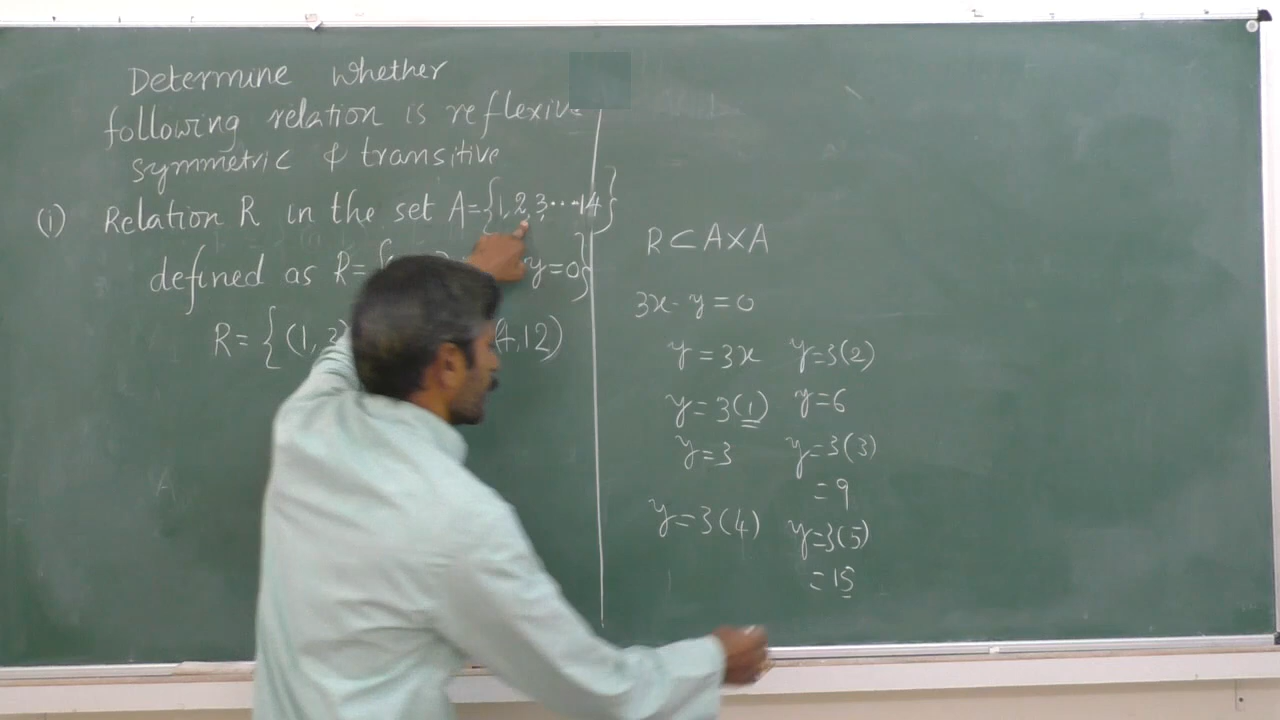 Determine whether
following relation is reflexive
symmetric & transitive
(i) Relation R in the set A={1,2,3...14}
defined as R={ y=0}
R={(1,3 4,12)
R⊂A×A
3x-y=0
y=3x y=3(2)
y=3(1) y=6
y=3 y=3(3)
=9
y=3(4) y=3(5)
=15